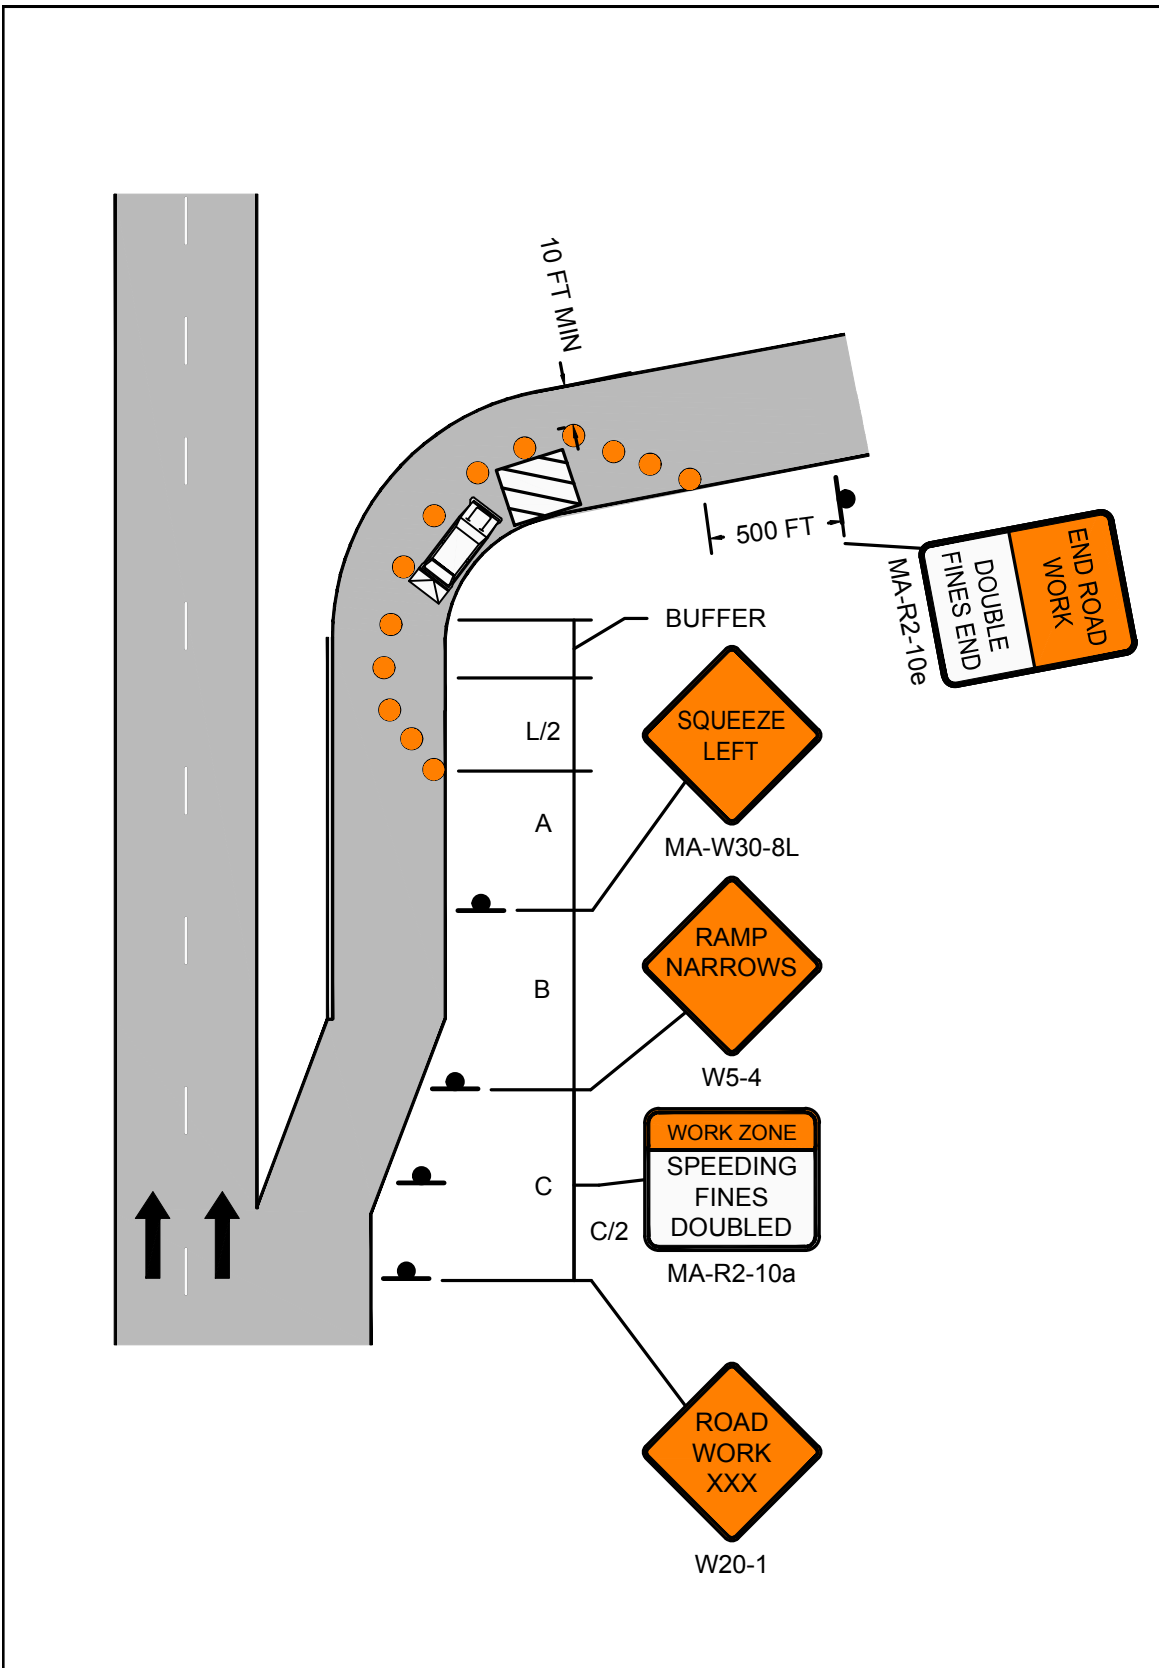 10 FT MIN
500 FT
END ROAD
WORK
DOUBLE
FINES END
MA-R2-10e
BUFFER
L/2
SQUEEZE
LEFT
MA-W30-8L
A
RAMP
NARROWS
W5-4
B
WORK ZONE
SPEEDING
FINES
DOUBLED
MA-R2-10a
C
C/2
ROAD
WORK
XXX
W20-1